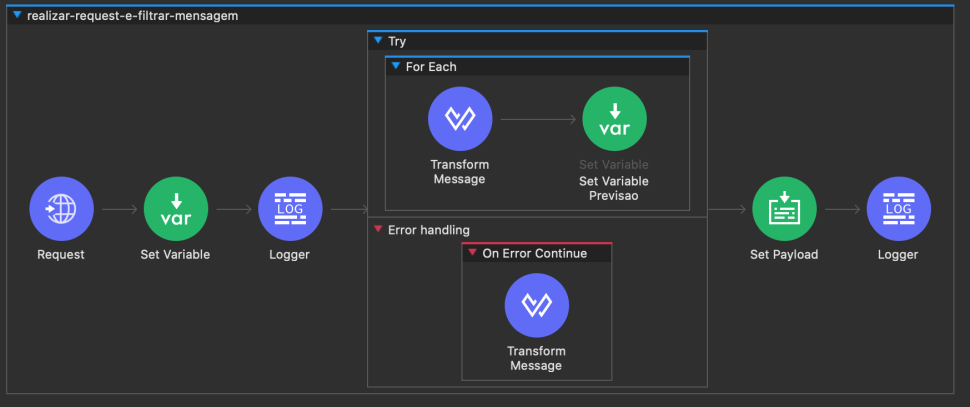 realizar-request-e-filtrar-mensagem
Try
For Each
Transform
Message
var
Set Variable
Set Variable
Previsao
Request
var
Set Variable
LOG
Logger
Error handling
On Error Continue
Transform
Message
Set Payload
LOG
Logger